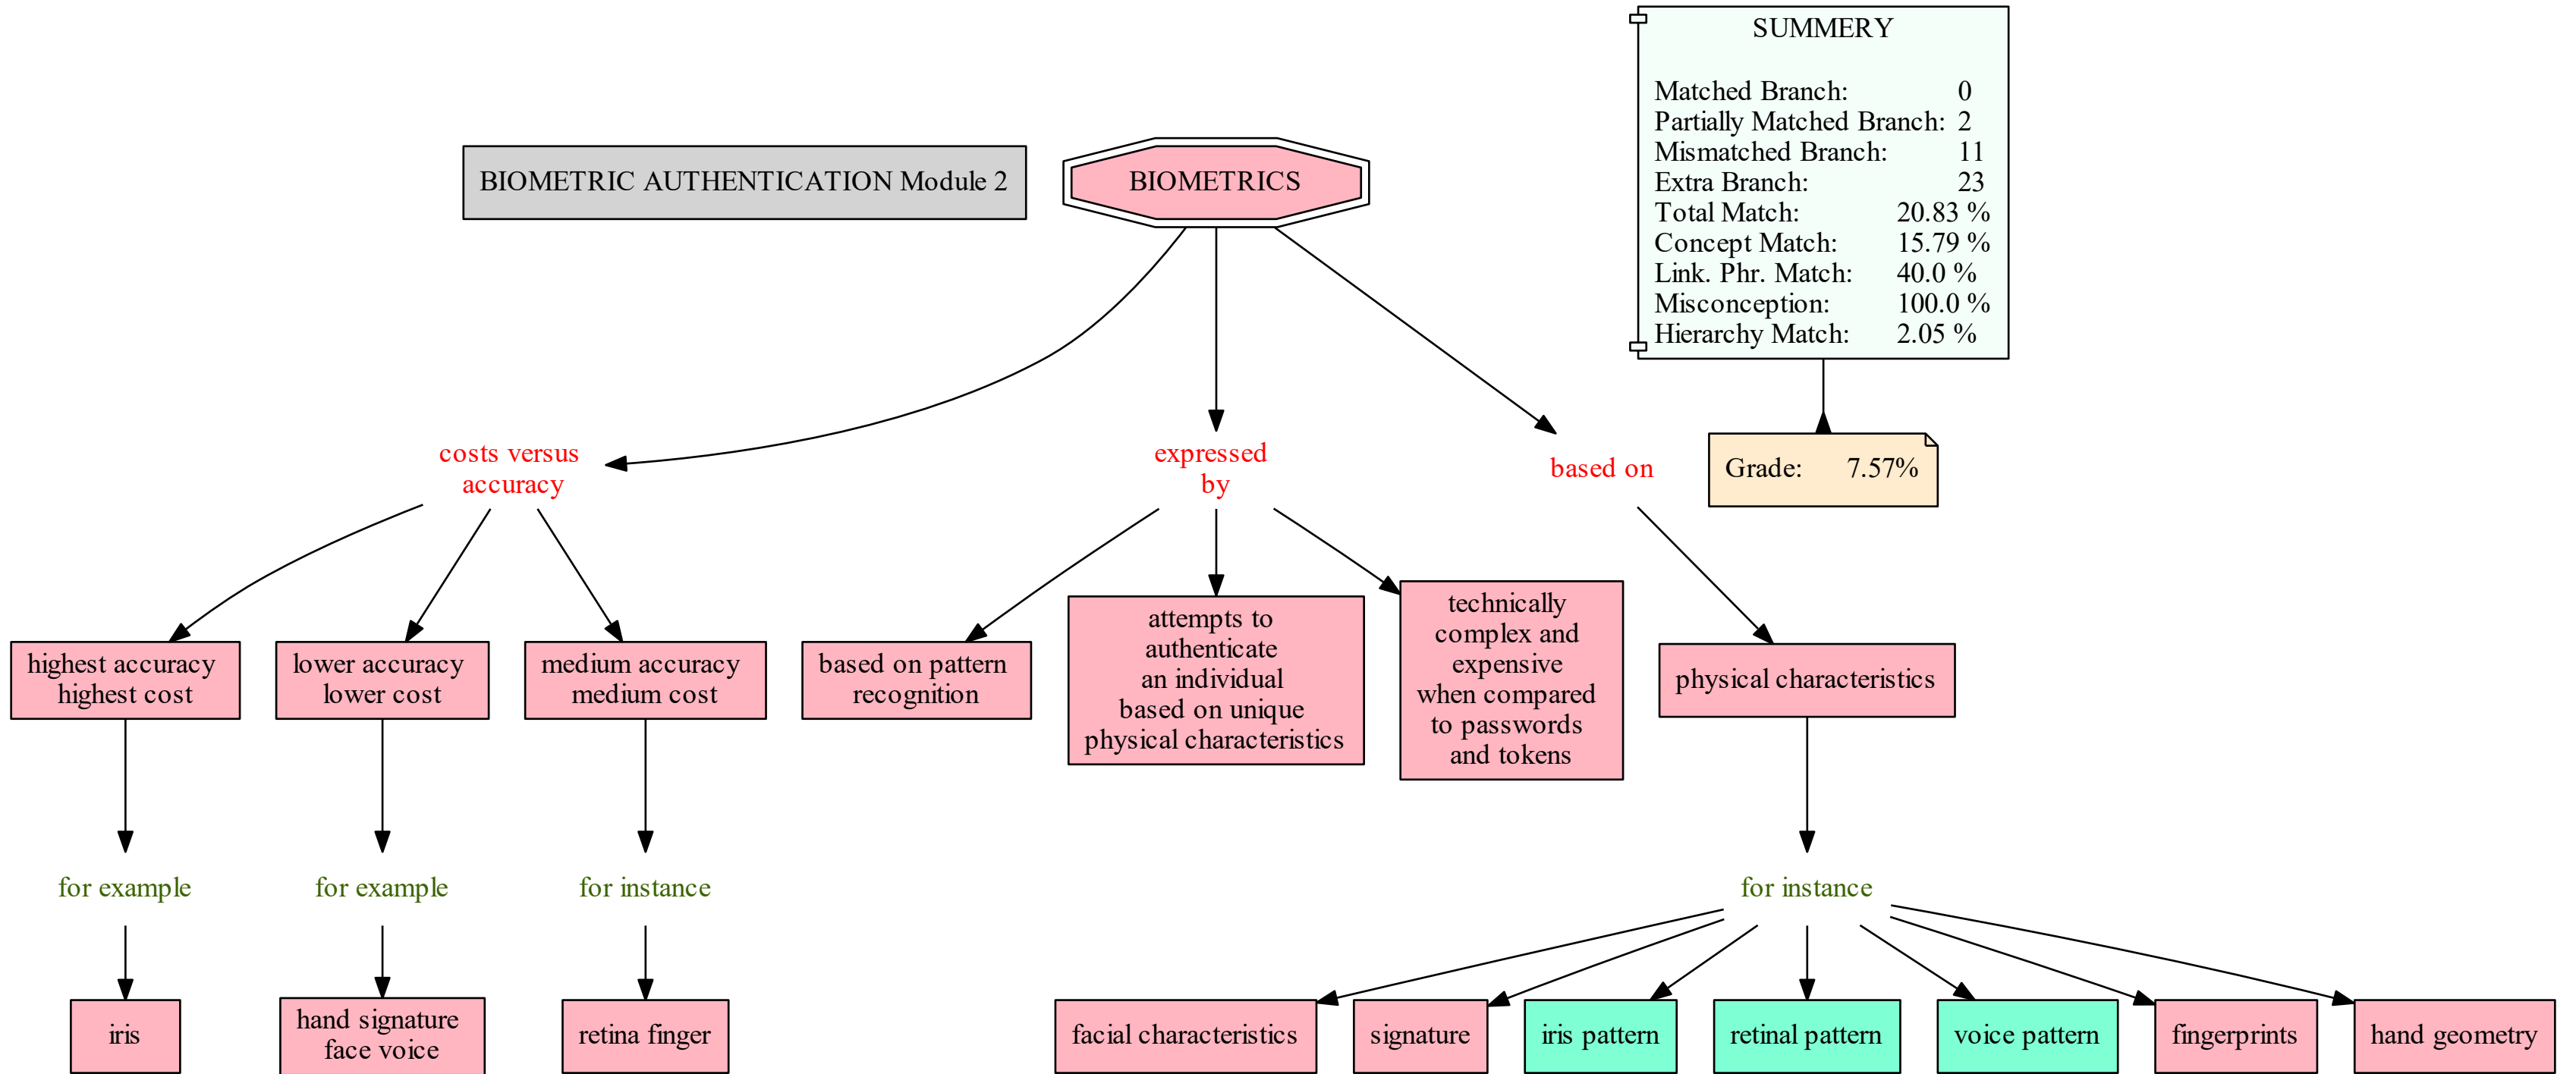 SUMMERY
Matched Branch: 0
Partially Matched Branch: 2
Mismatched Branch: 11
Extra Branch: 23
Total Match: 20.83 %
Concept Match: 15.79 %
Link. Phr. Match: 40.0 %
Misconception: 100.0 %
Hierarchy Match: 2.05 %
BIOMETRIC AUTHENTICATION Module 2
BIOMETRICS
costs versus
accuracy
expressed
by
based on
Grade: 7.57%
highest accuracy
highest cost
lower accuracy
lower cost
medium accuracy
medium cost
based on pattern
recognition
attempts to
authenticate
an individual
based on unique
physical characteristics
technically
complex and
expensive
when compared
to passwords
and tokens
physical characteristics
for example
for example
for instance
for instance
iris
hand signature
face voice
retina finger
facial characteristics
signature
iris pattern
retinal pattern
voice pattern
fingerprints
hand geometry